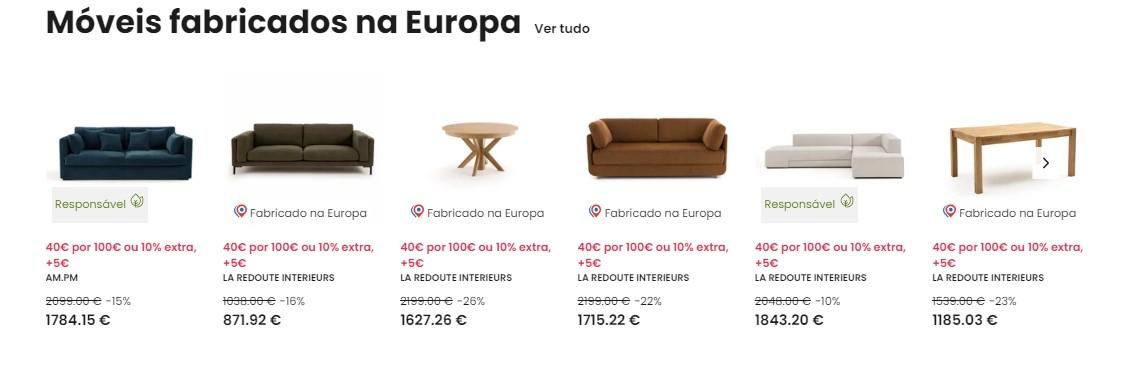 Móveis fabricados na Europa Ver tudo
Responsável
Fabricado na Europa
Fabricado na Europa
Fabricado na Europa
Responsável
Fabricado na Europa
40€ por 100€ ou 10% extra,
+5€
AM.PM
2099.00 € -15%
1784.15 €
40€ por 100€ ou 10% extra,
+5€
LA REDOUTE INTERIEURS
1038.00 € -16%
871.92 €
40€ por 100€ ou 10% extra,
+5€
LA REDOUTE INTERIEURS
2199.00 € -26%
1627.26 €
40€ por 100€ ou 10% extra,
+5€
LA REDOUTE INTERIEURS
2199.00 € -22%
1715.22 €
40€ por 100€ ou 10% extra,
+5€
LA REDOUTE INTERIEURS
2048.00 € -10%
1843.20 €
40€ por 100€ ou 10% extra,
+5€
LA REDOUTE INTERIEURS
1539.00 € -23%
1185.03 €